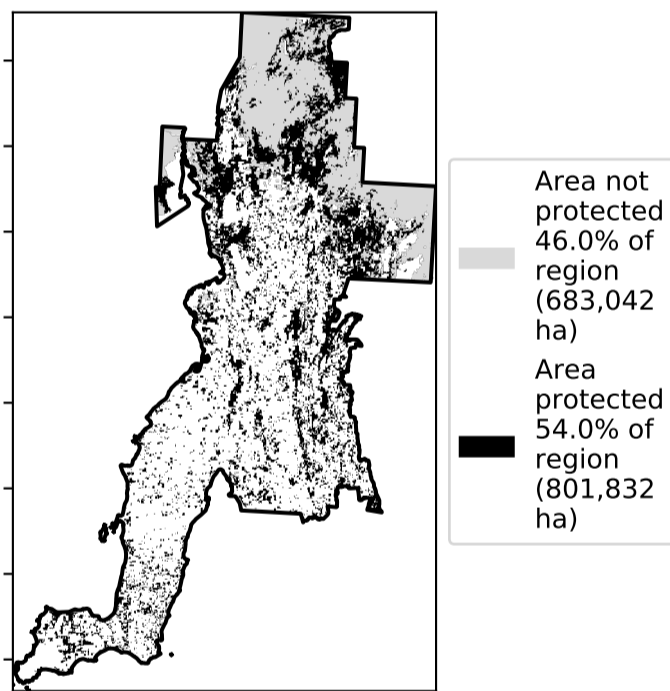 Area not
protected
46.0% of
region
(683,042
ha)
Area
protected
54.0% of
region
(801,832
ha)